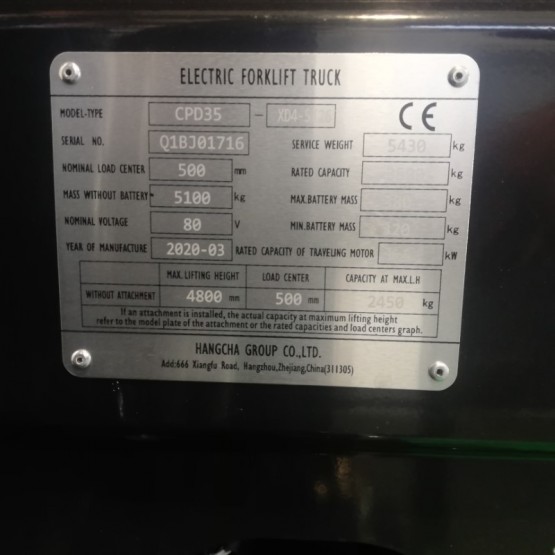 ELECTRIC FORKLIFT TRUCK
MODEL-TYPE CPD35 - CE
SERIAL NO. Q1BJ01716 SERVICE WEIGHT 5430 kg
NOMINAL LOAD CENTER 500 mm RATED CAPACITY kg
MASS WITHOUT BATTERY 5100 kg MAX.BATTERY MASS kg
NOMINAL VOLTAGE 80 V MIN.BATTERY MASS kg
YEAR OF MANUFACTURE 2020-03 RATED CAPACITY OF TRAVELING MOTOR kW
MAX.LIFTING HEIGHT LOAD CENTER CAPACITY AT MAX.L.H
WITHOUT ATTACHMENT 4800 mm 500 mm 2450 kg
If an attachment is installed, the actual capacity at maximum lifting height
refer to the model plate of the attachment or the rated capacities and load centers graph.
HANGCHA GROUP CO.,LTD.
Add:666 Xiangfu Road, Hangzhou,Zhejiang,China(311305)